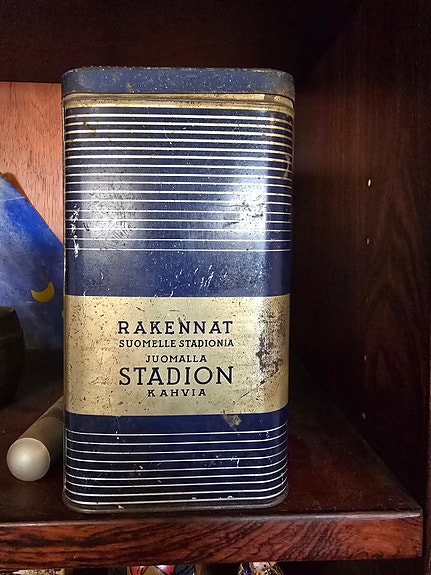 RAKENNAT
SUOMELLE STADIONIA
JUOMALLA
STADION
KAHVIA